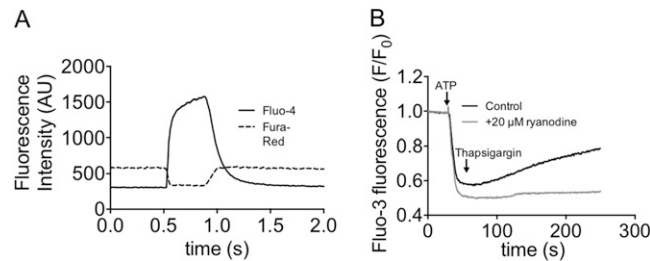 A
Fluorescence
Intensity (AU)
2000
1500
1000
500
0
0.0
0.5
1.0
1.5
2.0
time (s)
Fluo-4
Fura-
Red
B
Fluo-3 fluorescence (F/F0)
1.2
1.0
0.8
0.6
0.4
0
100
200
300
time (s)
ATP
Control
+20 µM ryanodine
Thapsigargin